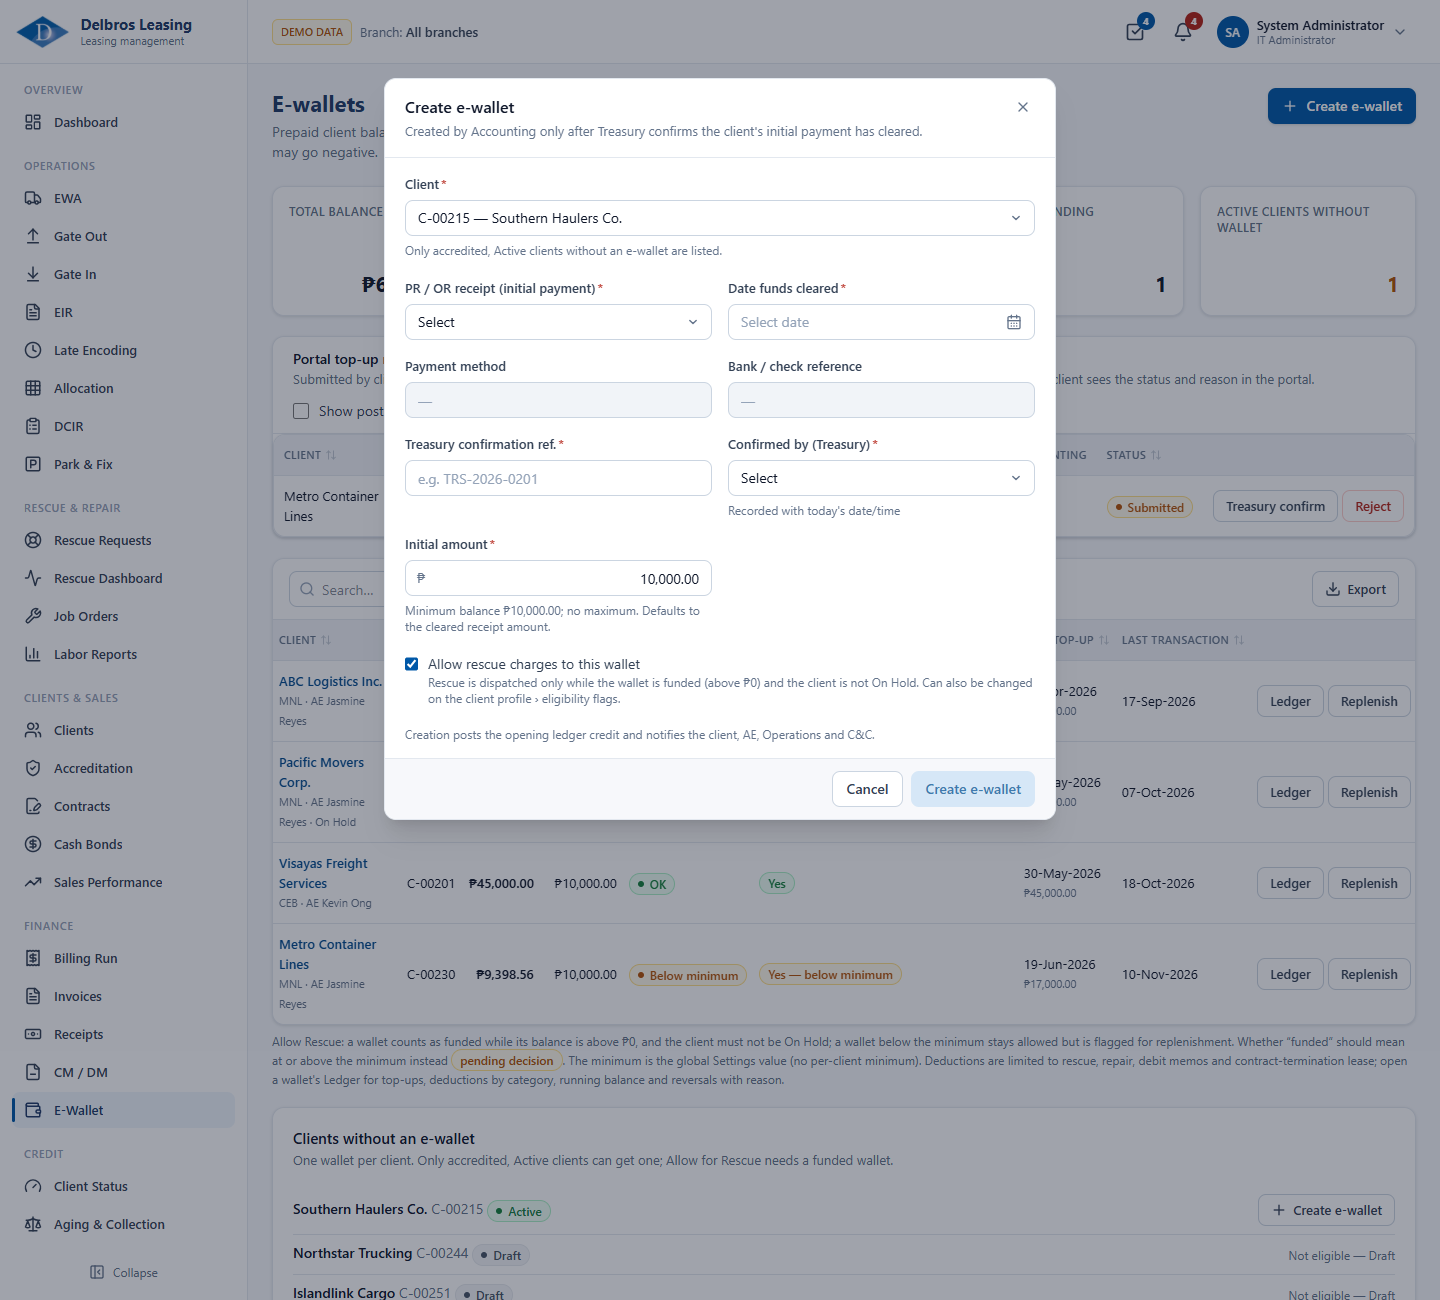 Delbros Leasing
Leasing management
DEMO DATA Branch: All branches
4
4
SA
System Administrator
IT Administrator
OVERVIEW
Dashboard
OPERATIONS
EWA
Gate Out
Gate In
EIR
Late Encoding
Allocation
DCIR
Park & Fix
RESCUE & REPAIR
Rescue Requests
Rescue Dashboard
Job Orders
Labor Reports
CLIENTS & SALES
Clients
Accreditation
Contracts
Cash Bonds
Sales Performance
FINANCE
Billing Run
Invoices
Receipts
CM / DM
E-Wallet
CREDIT
Client Status
Aging & Collection
Collapse
E-wallets
Prepaid client bala
may go negative.
Create e-wallet
TOTAL BALANCE
₱6
NDING
1
ACTIVE CLIENTS WITHOUT
WALLET
1
Portal top-up
Submitted by cl
client sees the status and reason in the portal.
Show post
CLIENT
NTING STATUS
Metro Container
Lines
Submitted Treasury confirm Reject
Search...
Export
CLIENT
TOP-UP LAST TRANSACTION
ABC Logistics Inc.
MNL · AE Jasmine
Reyes
pr-2026
0.00
17-Sep-2026 Ledger Replenish
Pacific Movers
Corp.
MNL · AE Jasmine
Reyes · On Hold
ay-2026
0.00
07-Oct-2026 Ledger Replenish
Visayas Freight
Services
CEB · AE Kevin Ong
C-00201 ₱45,000.00 ₱10,000.00 OK Yes
30-May-2026
₱45,000.00
18-Oct-2026 Ledger Replenish
Metro Container
Lines
MNL · AE Jasmine
Reyes
C-00230 ₱9,398.56 ₱10,000.00 Below minimum Yes — below minimum
19-Jun-2026
₱17,000.00
10-Nov-2026 Ledger Replenish
Allow Rescue: a wallet counts as funded while its balance is above ₱0, and the client must not be On Hold; a wallet below the minimum stays allowed but is flagged for replenishment. Whether “funded” should mean
at or above the minimum instead pending decision. The minimum is the global Settings value (no per-client minimum). Deductions are limited to rescue, repair, debit memos and contract-termination lease; open
a wallet's Ledger for top-ups, deductions by category, running balance and reversals with reason.
Clients without an e-wallet
One wallet per client. Only accredited, Active clients can get one; Allow for Rescue needs a funded wallet.
Southern Haulers Co. C-00215 Active Create e-wallet
Northstar Trucking C-00244 Draft Not eligible — Draft
Islandlink Cargo C-00251 Draft Not eligible — Draft
Create e-wallet
Created by Accounting only after Treasury confirms the client's initial payment has cleared.
Client *
C-00215 — Southern Haulers Co.
Only accredited, Active clients without an e-wallet are listed.
PR / OR receipt (initial payment) *
Select
Date funds cleared *
Select date
Payment method
—
Bank / check reference
—
Treasury confirmation ref. *
e.g. TRS-2026-0201
Confirmed by (Treasury) *
Select
Recorded with today's date/time
Initial amount *
₱ 10,000.00
Minimum balance ₱10,000.00; no maximum. Defaults to
the cleared receipt amount.
Allow rescue charges to this wallet
Rescue is dispatched only while the wallet is funded (above ₱0) and the client is not On Hold. Can also be changed
on the client profile › eligibility flags.
Creation posts the opening ledger credit and notifies the client, AE, Operations and C&C.
Cancel Create e-wallet